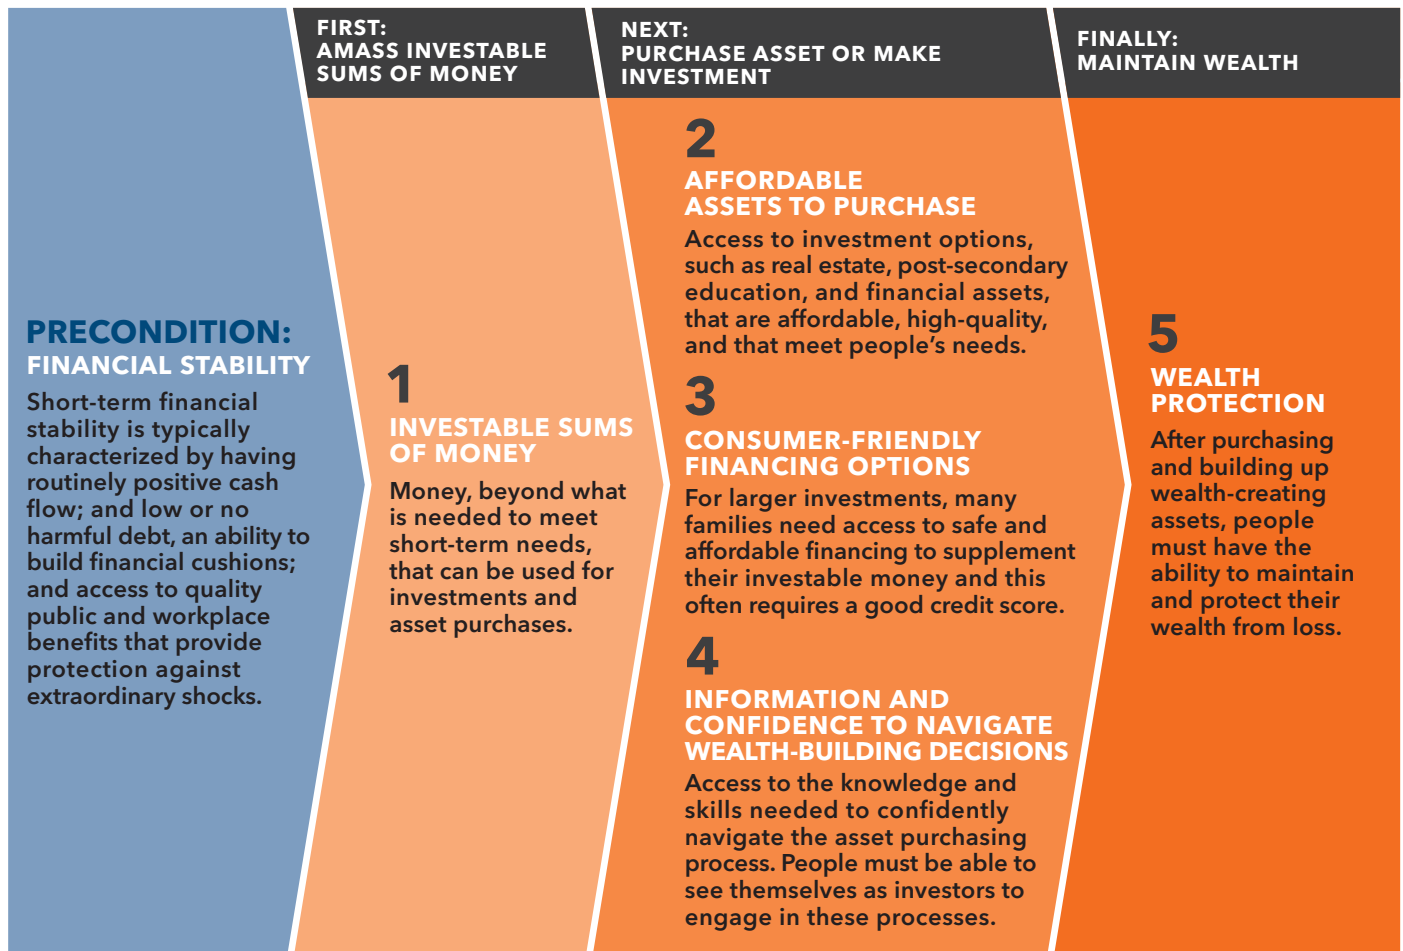 FIRST:
AMASS INVESTABLE
SUMS OF MONEY
NEXT:
PURCHASE ASSET OR MAKE
INVESTMENT
FINALLY:
MAINTAIN WEALTH
PRECONDITION:
FINANCIAL STABILITY
Short-term financial
stability is typically
characterized by having
routinely positive cash
flow; and low or no
harmful debt, an ability to
build financial cushions;
and access to quality
public and workplace
benefits that provide
protection against
extraordinary shocks.
1
INVESTABLE SUMS
OF MONEY
Money, beyond what
is needed to meet
short-term needs,
that can be used for
investments and
asset purchases.
2
AFFORDABLE
ASSETS TO PURCHASE
Access to investment options,
such as real estate, post-secondary
education, and financial assets,
that are affordable, high-quality,
and that meet people’s needs.
3
CONSUMER-FRIENDLY
FINANCING OPTIONS
For larger investments, many
families need access to safe and
affordable financing to supplement
their investable money and this
often requires a good credit score.
4
INFORMATION AND
CONFIDENCE TO NAVIGATE
WEALTH-BUILDING DECISIONS
Access to the knowledge and
skills needed to confidently
navigate the asset purchasing
process. People must be able to
see themselves as investors to
engage in these processes.
5
WEALTH
PROTECTION
After purchasing
and building up
wealth-creating
assets, people
must have the
ability to maintain
and protect their
wealth from loss.